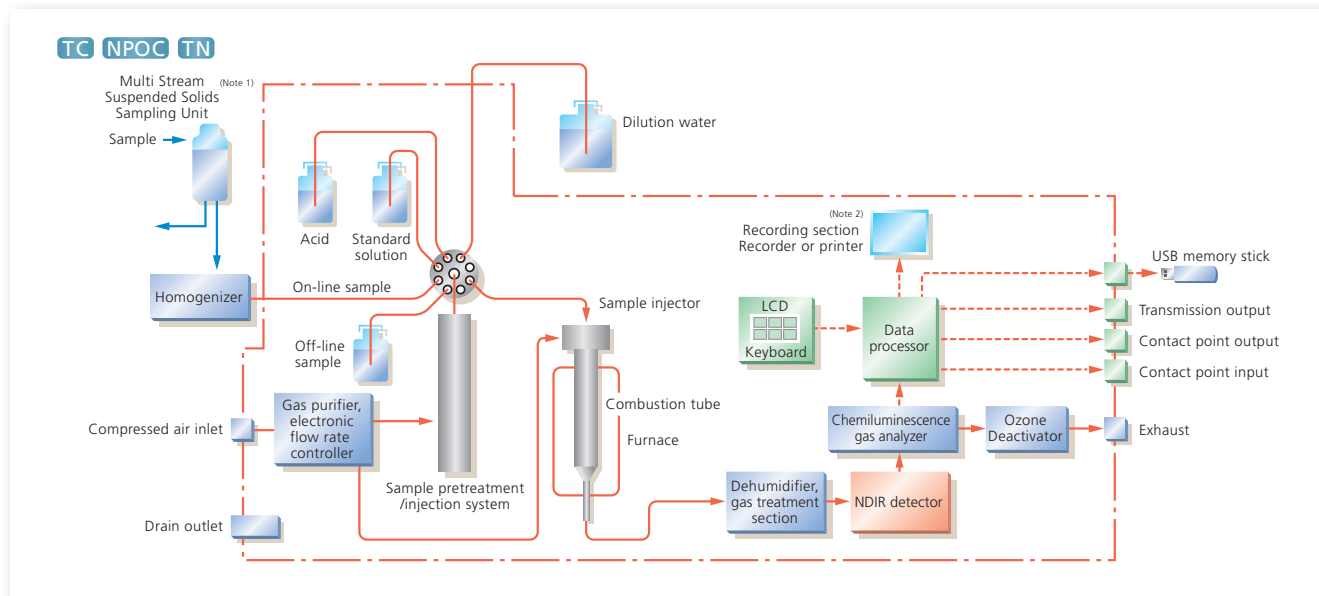 TC NPOC TN
Multi Stream (Note 1)
Suspended Solids
Sampling Unit
Sample
Dilution water
Acid
Standard
solution
(Note 2)
Recording section
Recorder or printer
USB memory stick
Homogenizer
On-line sample
Sample injector
LCD
Keyboard
Data
processor
Transmission output
Contact point output
Contact point input
Off-line
sample
Compressed air inlet
Gas purifier,
electronic
flow rate
controller
Combustion tube
Furnace
Chemiluminescence
gas analyzer
Ozone
Deactivator
Exhaust
Sample pretreatment
/injection system
Dehumidifier,
gas treatment
section
NDIR detector
Drain outlet